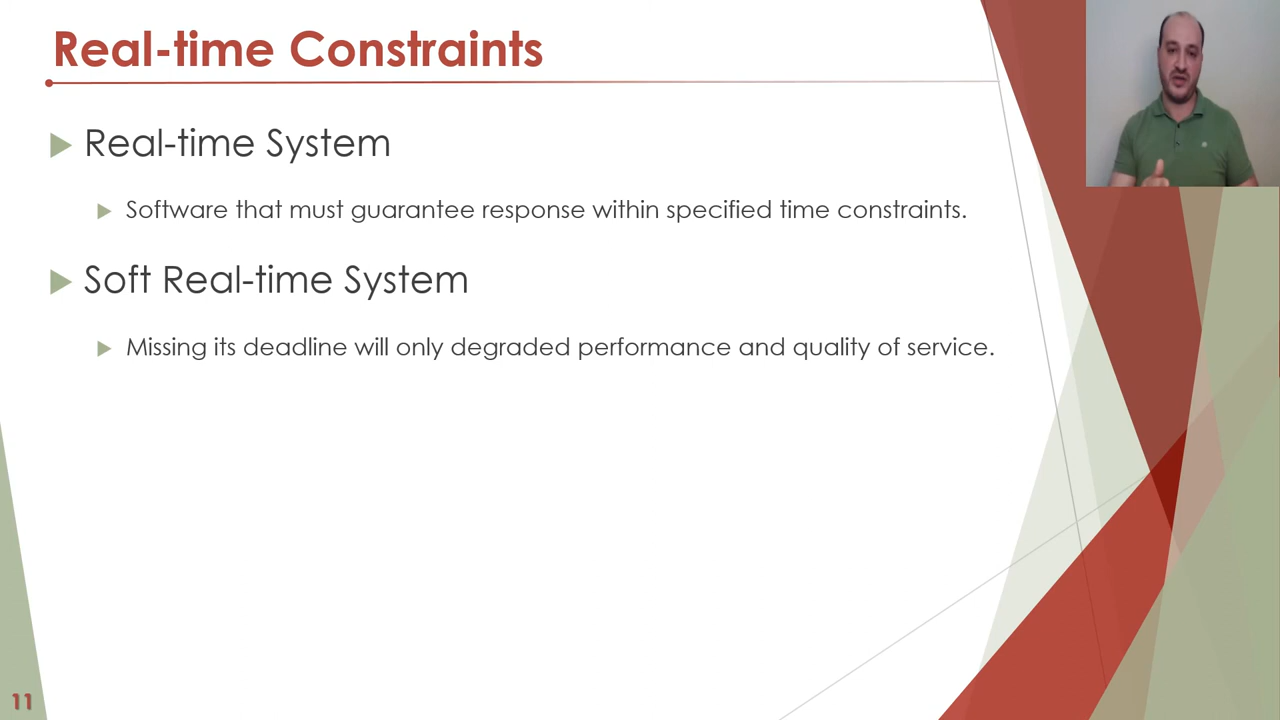 Real-time Constraints
Real-time System
Software that must guarantee response within specified time constraints.
Soft Real-time System
Missing its deadline will only degraded performance and quality of service.
11